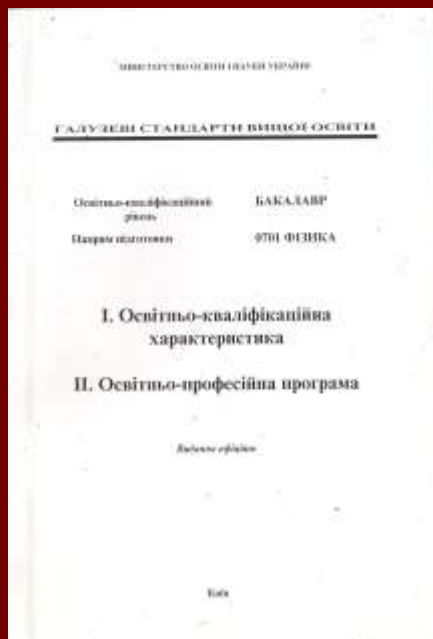 МІНІСТЕРСТВО ОСВІТИ І НАУКИ УКРАЇНИ
ГАЛУЗЕВІ СТАНДАРТИ ВИЩОЇ ОСВІТИ
Освітньо-кваліфікаційний БАКАЛАВР
рівень
Напрям підготовки 0701 ФІЗИКА
І. Освітньо-кваліфікаційна
характеристика
ІІ. Освітньо-професійна програма
Видання офіційне
Київ